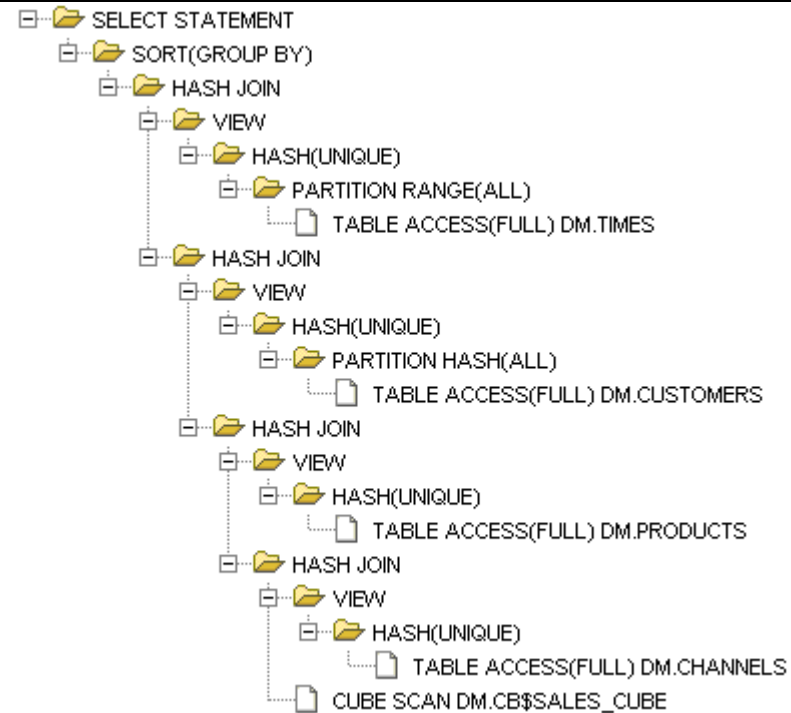 SELECT STATEMENT
SORT(GROUP BY)
HASH JOIN
VIEW
HASH(UNIQUE)
PARTITION RANGE(ALL)
TABLE ACCESS(FULL) DM.TIMES
HASH JOIN
VIEW
HASH(UNIQUE)
PARTITION HASH(ALL)
TABLE ACCESS(FULL) DM.CUSTOMERS
HASH JOIN
VIEW
HASH(UNIQUE)
TABLE ACCESS(FULL) DM.PRODUCTS
HASH JOIN
VIEW
HASH(UNIQUE)
TABLE ACCESS(FULL) DM.CHANNELS
CUBE SCAN DM.CB$SALES_CUBE